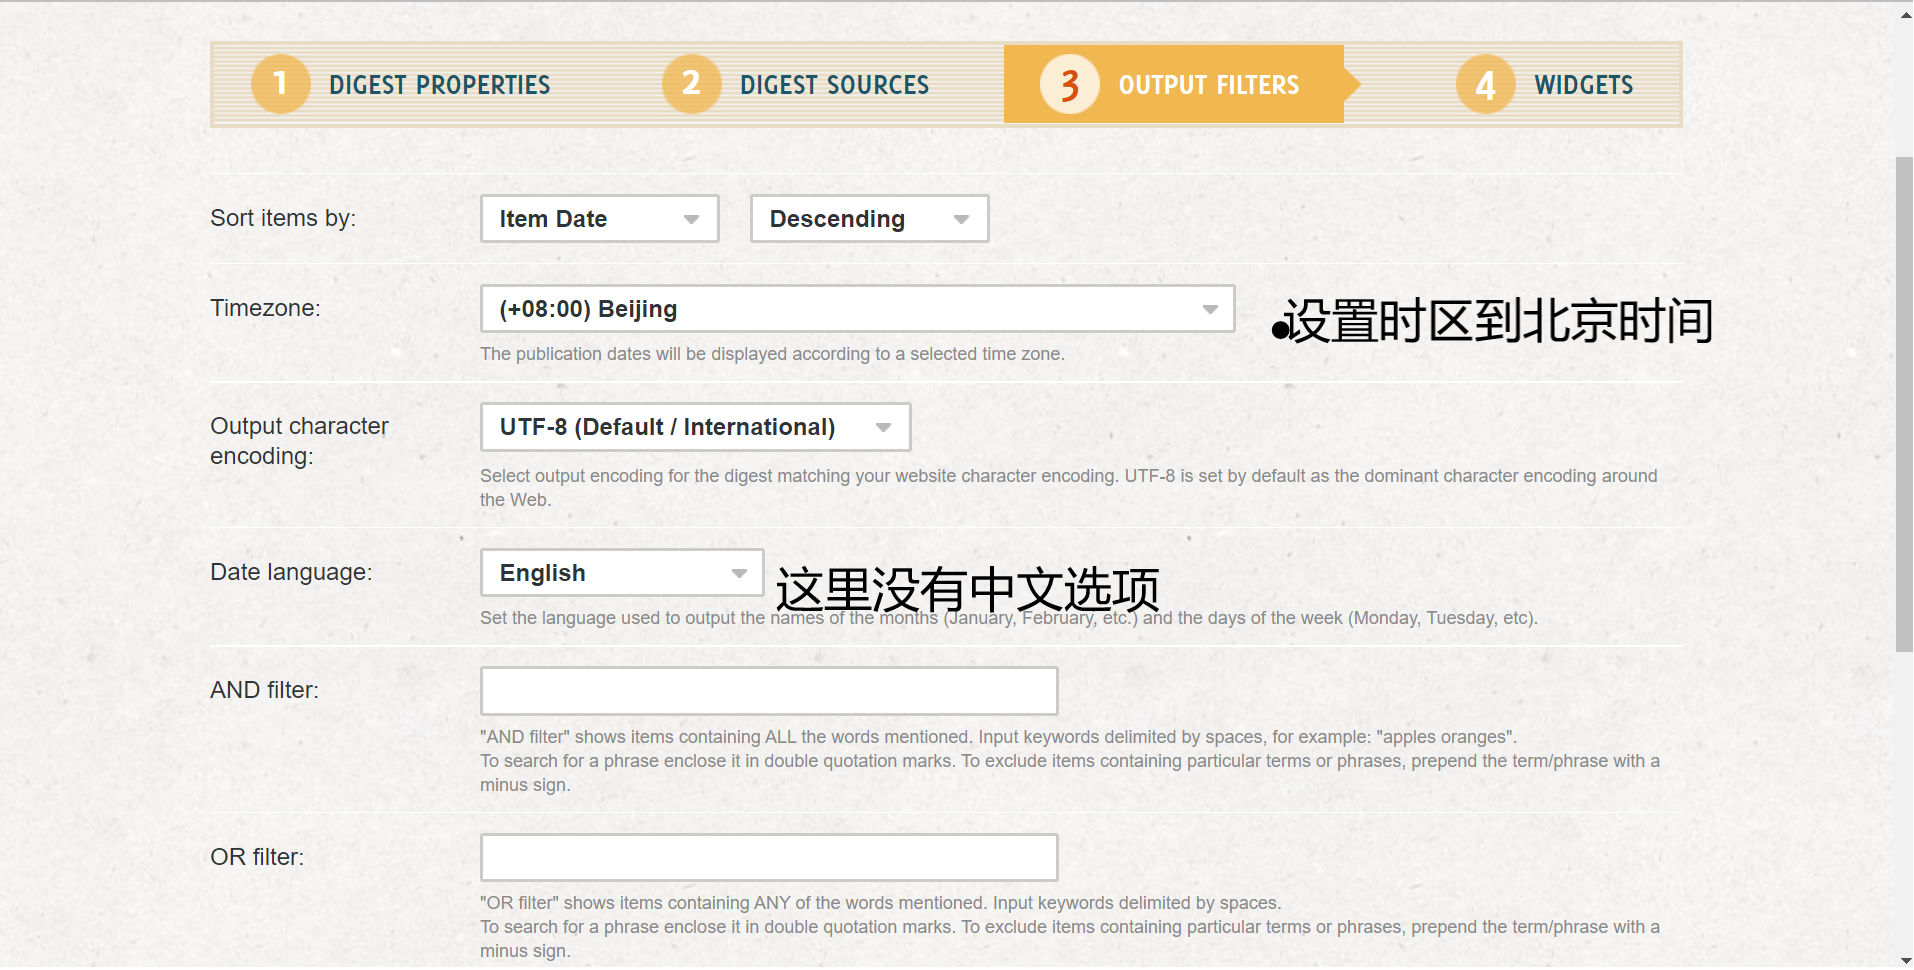 1 DIGEST PROPERTIES 2 DIGEST SOURCES 3 OUTPUT FILTERS 4 WIDGETS
Sort items by: Item Date Descending
Timezone: (+08:00) Beijing 设置时区到北京时间
The publication dates will be displayed according to a selected time zone.
Output character
encoding:
UTF-8 (Default / International)
Select output encoding for the digest matching your website character encoding. UTF-8 is set by default as the dominant character encoding around
the Web.
Date language: English 这里没有中文选项
Set the language used to output the names of the months (January, February, etc.) and the days of the week (Monday, Tuesday, etc).
AND filter:
"AND filter" shows items containing ALL the words mentioned. Input keywords delimited by spaces, for example: "apples oranges".
To search for a phrase enclose it in double quotation marks. To exclude items containing particular terms or phrases, prepend the term/phrase with a
minus sign.
OR filter:
"OR filter" shows items containing ANY of the words mentioned. Input keywords delimited by spaces.
To search for a phrase enclose it in double quotation marks. To exclude items containing particular terms or phrases, prepend the term/phrase with a
minus sign.